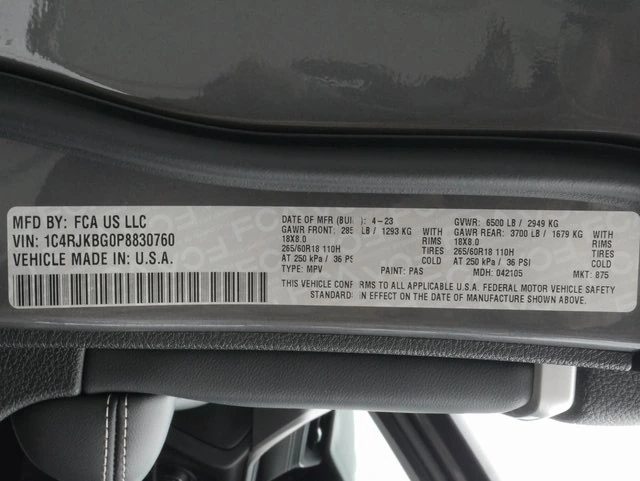 MFD BY: FCA US LLC
VIN: 1C4RJKBG0P8830760
VEHICLE MADE IN U.S.A.
DATE OF MFR 4-23 GVWR: 6500 LB / 2949 KG
GAWR FRONT: LB / 1293 KG WITH GAWR REAR: 3700 LB / 1679 KG WITH
18X8.0 RIMS 18X8.0 RIMS
265/60R18 110H TIRES 265/60R18 110H TIRES
AT 250 kPa / 36 PSI COLD AT 250 kPa / 36 PSI COLD
TYPE: MPV PAINT: PAS MDH: 042105 MKT: 875
THIS VEHICLE CONFORMS TO ALL APPLICABLE U.S.A. FEDERAL MOTOR VEHICLE SAFETY
STANDARDS IN EFFECT ON THE DATE OF MANUFACTURE SHOWN ABOVE.